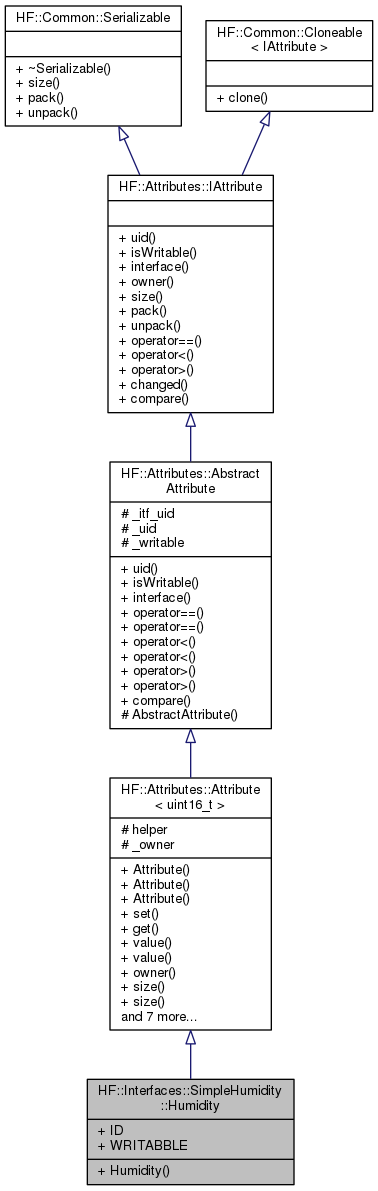 HF::Common::Serializable
+ ~Serializable()
+ size()
+ pack()
+ unpack()
HF::Common::Cloneable
< IAttribute >
+ clone()
HF::Attributes::IAttribute
+ uid()
+ isWritable()
+ interface()
+ owner()
+ size()
+ pack()
+ unpack()
+ operator==()
+ operator<()
+ operator>()
+ changed()
+ compare()
HF::Attributes::Abstract
Attribute
# _itf_uid
# _uid
# _writable
+ uid()
+ isWritable()
+ interface()
+ operator==()
+ operator==()
+ operator<()
+ operator<()
+ operator>()
+ operator>()
+ compare()
# AbstractAttribute()
HF::Attributes::Attribute
< uint16_t >
# helper
# _owner
+ Attribute()
+ Attribute()
+ Attribute()
+ set()
+ get()
+ value()
+ value()
+ owner()
+ size()
+ size()
and 7 more...
HF::Interfaces::SimpleHumidity
::Humidity
+ ID
+ WRITABBLE
+ Humidity()